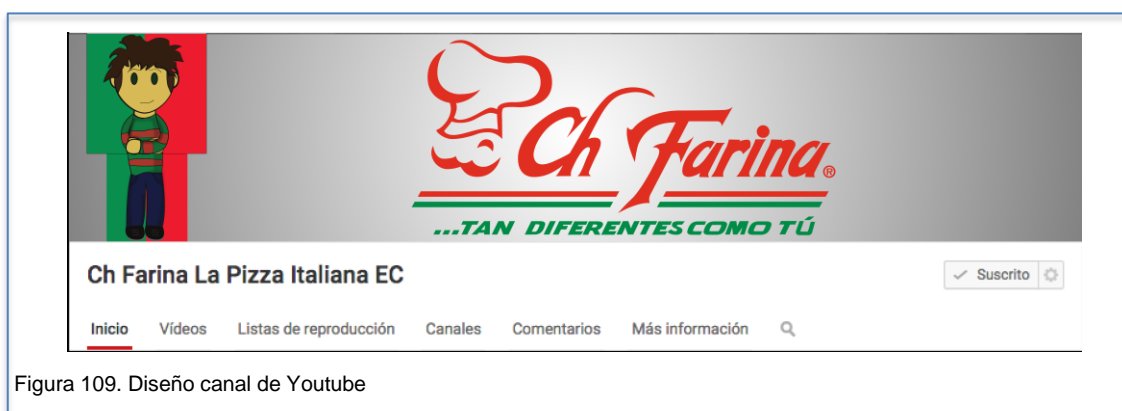 Ch Farina®
...TAN DIFERENTES COMO TÚ
Ch Farina La Pizza Italiana EC
Suscrito
Inicio Vídeos Listas de reproducción Canales Comentarios Más información
Figura 109. Diseño canal de Youtube